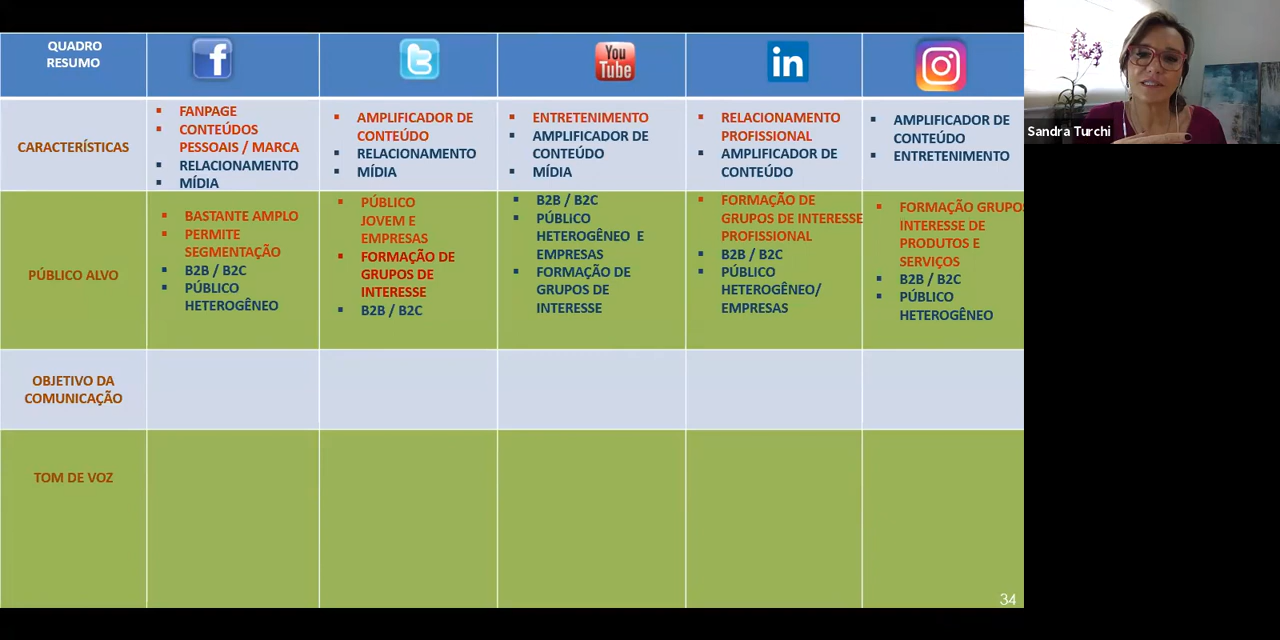 QUADRO
RESUMO
You
Tube
in
Sandra Turchi
CARACTERÍSTICAS
FANPAGE
CONTEÚDOS
PESSOAIS / MARCA
RELACIONAMENTO
MÍDIA
AMPLIFICADOR DE
CONTEÚDO
RELACIONAMENTO
MÍDIA
ENTRETENIMENTO
AMPLIFICADOR DE
CONTEÚDO
MÍDIA
RELACIONAMENTO
PROFISSIONAL
AMPLIFICADOR DE
CONTEÚDO
AMPLIFICADOR DE
CONTEÚDO
ENTRETENIMENTO
PÚBLICO ALVO
BASTANTE AMPLO
PERMITE
SEGMENTAÇÃO
B2B / B2C
PÚBLICO
HETEROGÊNEO
PÚBLICO
JOVEM E
EMPRESAS
FORMAÇÃO DE
GRUPOS DE
INTERESSE
B2B / B2C
B2B / B2C
PÚBLICO
HETEROGÊNEO E
EMPRESAS
FORMAÇÃO DE
GRUPOS DE
INTERESSE
FORMAÇÃO DE
GRUPOS DE INTERESSE
PROFISSIONAL
B2B / B2C
PÚBLICO
HETEROGÊNEO/
EMPRESAS
FORMAÇÃO GRUPOS
INTERESSE DE
PRODUTOS E
SERVIÇOS
B2B / B2C
PÚBLICO
HETEROGÊNEO
OBJETIVO DA
COMUNICAÇÃO
TOM DE VOZ
34